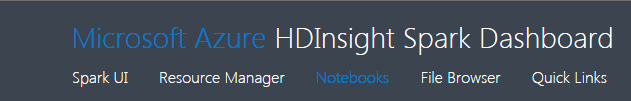 Microsoft Azure HDInsight Spark Dashboard
Spark UI Resource Manager Notebooks File Browser Quick Links